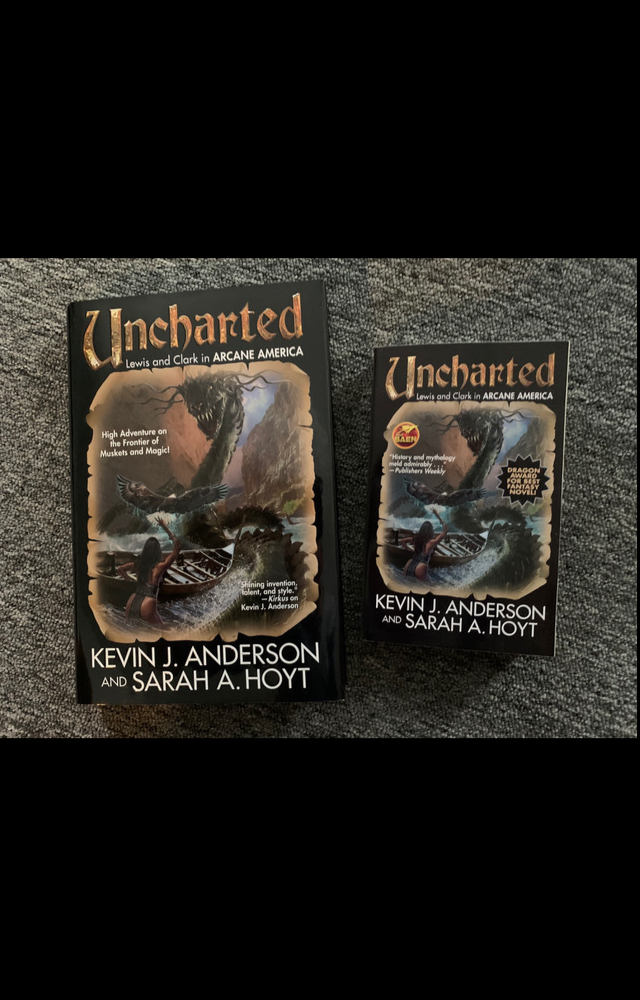 Uncharted
Lewis and Clark in ARCANE AMERICA
High Adventure on
the Frontier of
Muskets and Magic!
"Shining invention,
talent, and style."
—Kirkus on
Kevin J. Anderson
KEVIN J. ANDERSON
AND SARAH A. HOYT
Uncharted
Lewis and Clark in ARCANE AMERICA
BAEN
"History and mythology
meld admirably . . ."
—Publishers Weekly
DRAGON
AWARD
FOR BEST
FANTASY
NOVEL!
KEVIN J. ANDERSON
AND SARAH A. HOYT